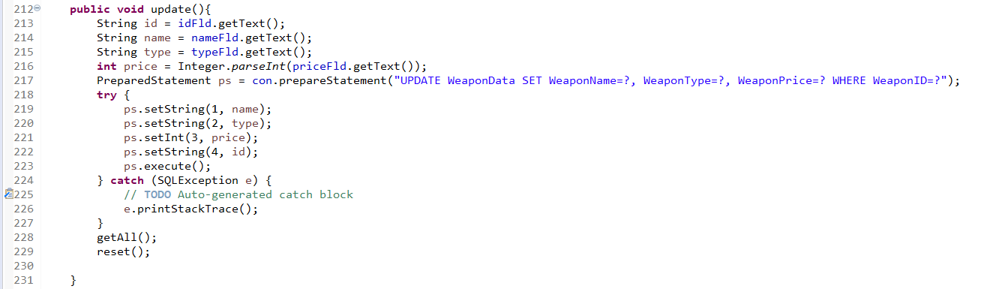 212 public void update(){
213 String id = idFld.getText();
214 String name = nameFld.getText();
215 String type = typeFld.getText();
216 int price = Integer.parseInt(priceFld.getText());
217 PreparedStatement ps = con.prepareStatement("UPDATE WeaponData SET WeaponName=?, WeaponType=?, WeaponPrice=? WHERE WeaponID=?");
218 try {
219 ps.setString(1, name);
220 ps.setString(2, type);
221 ps.setInt(3, price);
222 ps.setString(4, id);
223 ps.execute();
224 } catch (SQLException e) {
225 // TODO Auto-generated catch block
226 e.printStackTrace();
227 }
228 getAll();
229 reset();
230
231 }